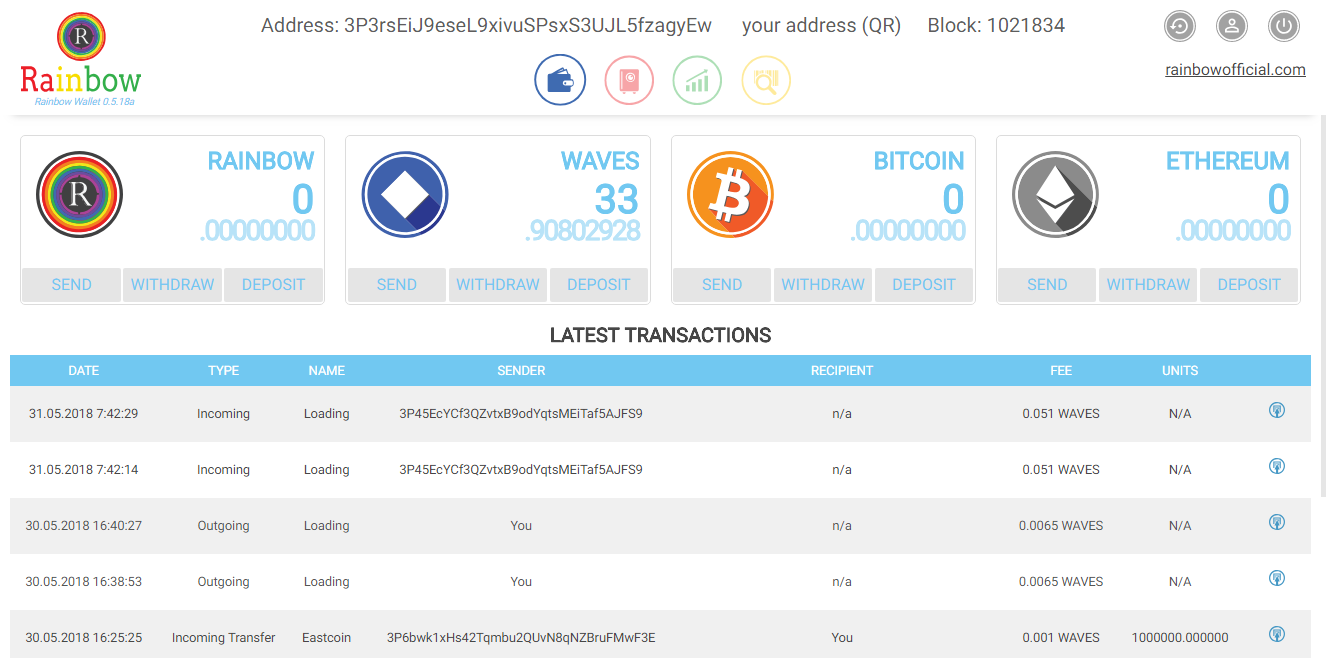 Address: 3P3rsEiJ9eseL9xivuSPsxS3UJL5fzagyEw your address (QR) Block: 1021834
R
Rainbow
Rainbow Wallet 0.5.18a
rainbowofficial.com
R RAINBOW
0
.00000000
SEND WITHDRAW DEPOSIT
WAVES
33
.90802928
SEND WITHDRAW DEPOSIT
BITCOIN
0
.00000000
SEND WITHDRAW DEPOSIT
ETHEREUM
0
.00000000
SEND WITHDRAW DEPOSIT
LATEST TRANSACTIONS
DATE TYPE NAME SENDER RECIPIENT FEE UNITS
31.05.2018 7:42:29 Incoming Loading 3P45EcYCf3QZvtxB9odYqtsMEiTaf5AJFS9 n/a 0.051 WAVES N/A
31.05.2018 7:42:14 Incoming Loading 3P45EcYCf3QZvtxB9odYqtsMEiTaf5AJFS9 n/a 0.051 WAVES N/A
30.05.2018 16:40:27 Outgoing Loading You n/a 0.0065 WAVES N/A
30.05.2018 16:38:53 Outgoing Loading You n/a 0.0065 WAVES N/A
30.05.2018 16:25:25 Incoming Transfer Eastcoin 3P6bwk1xHs42Tqmbu2QUvN8qNZBruFMwF3E You 0.001 WAVES 1000000.000000